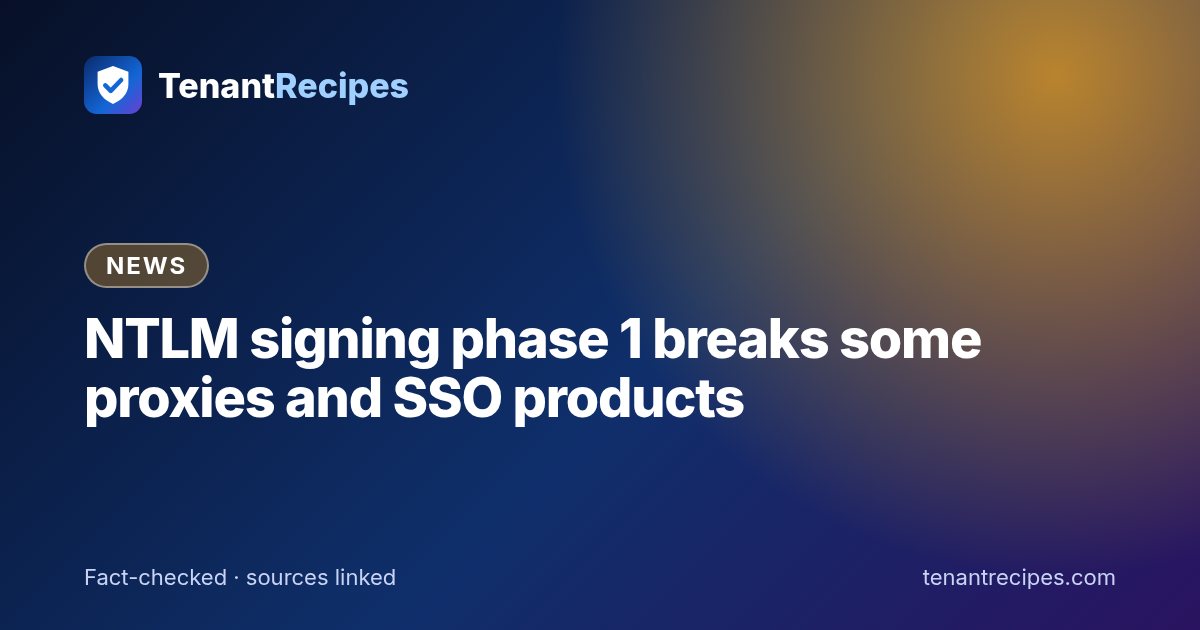 TenantRecipes
NEWS
NTLM signing phase 1 breaks some
proxies and SSO products
Fact-checked · sources linked
tenantrecipes.com